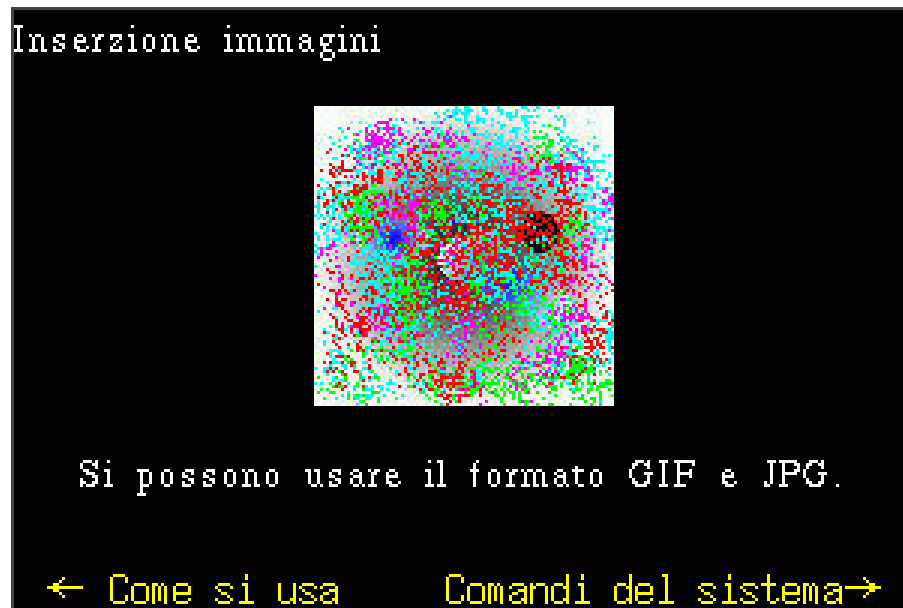 Inserzione immagini
Si possono usare il formato GIF e JPG.
← Come si usa Comandi del sistema→